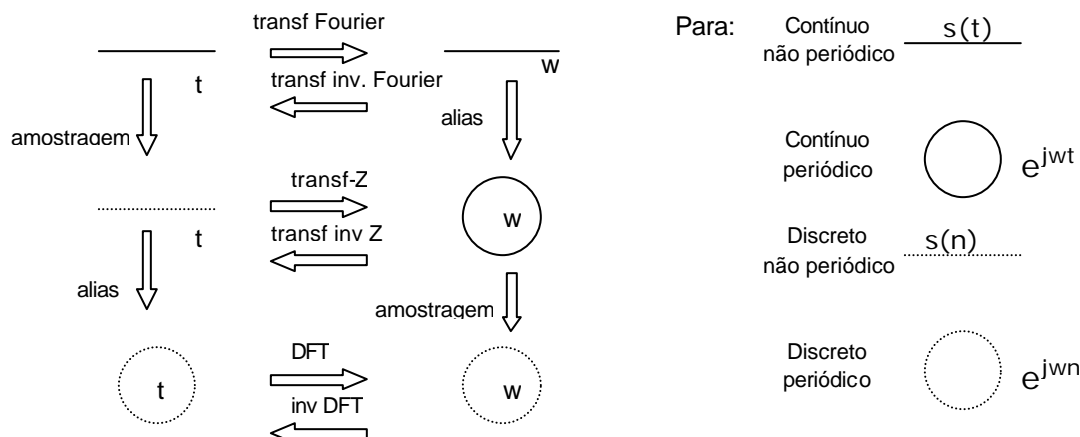 transf Fourier
t
w
transf inv. Fourier
amostragem
alias
transf-Z
t
w
transf inv Z
alias
amostragem
DFT
t
w
inv DFT
Para:
Contínuo
não periódico
s(t)
Contínuo
periódico
e^jwt
Discreto
não periódico
s(n)
Discreto
periódico
e^jwn